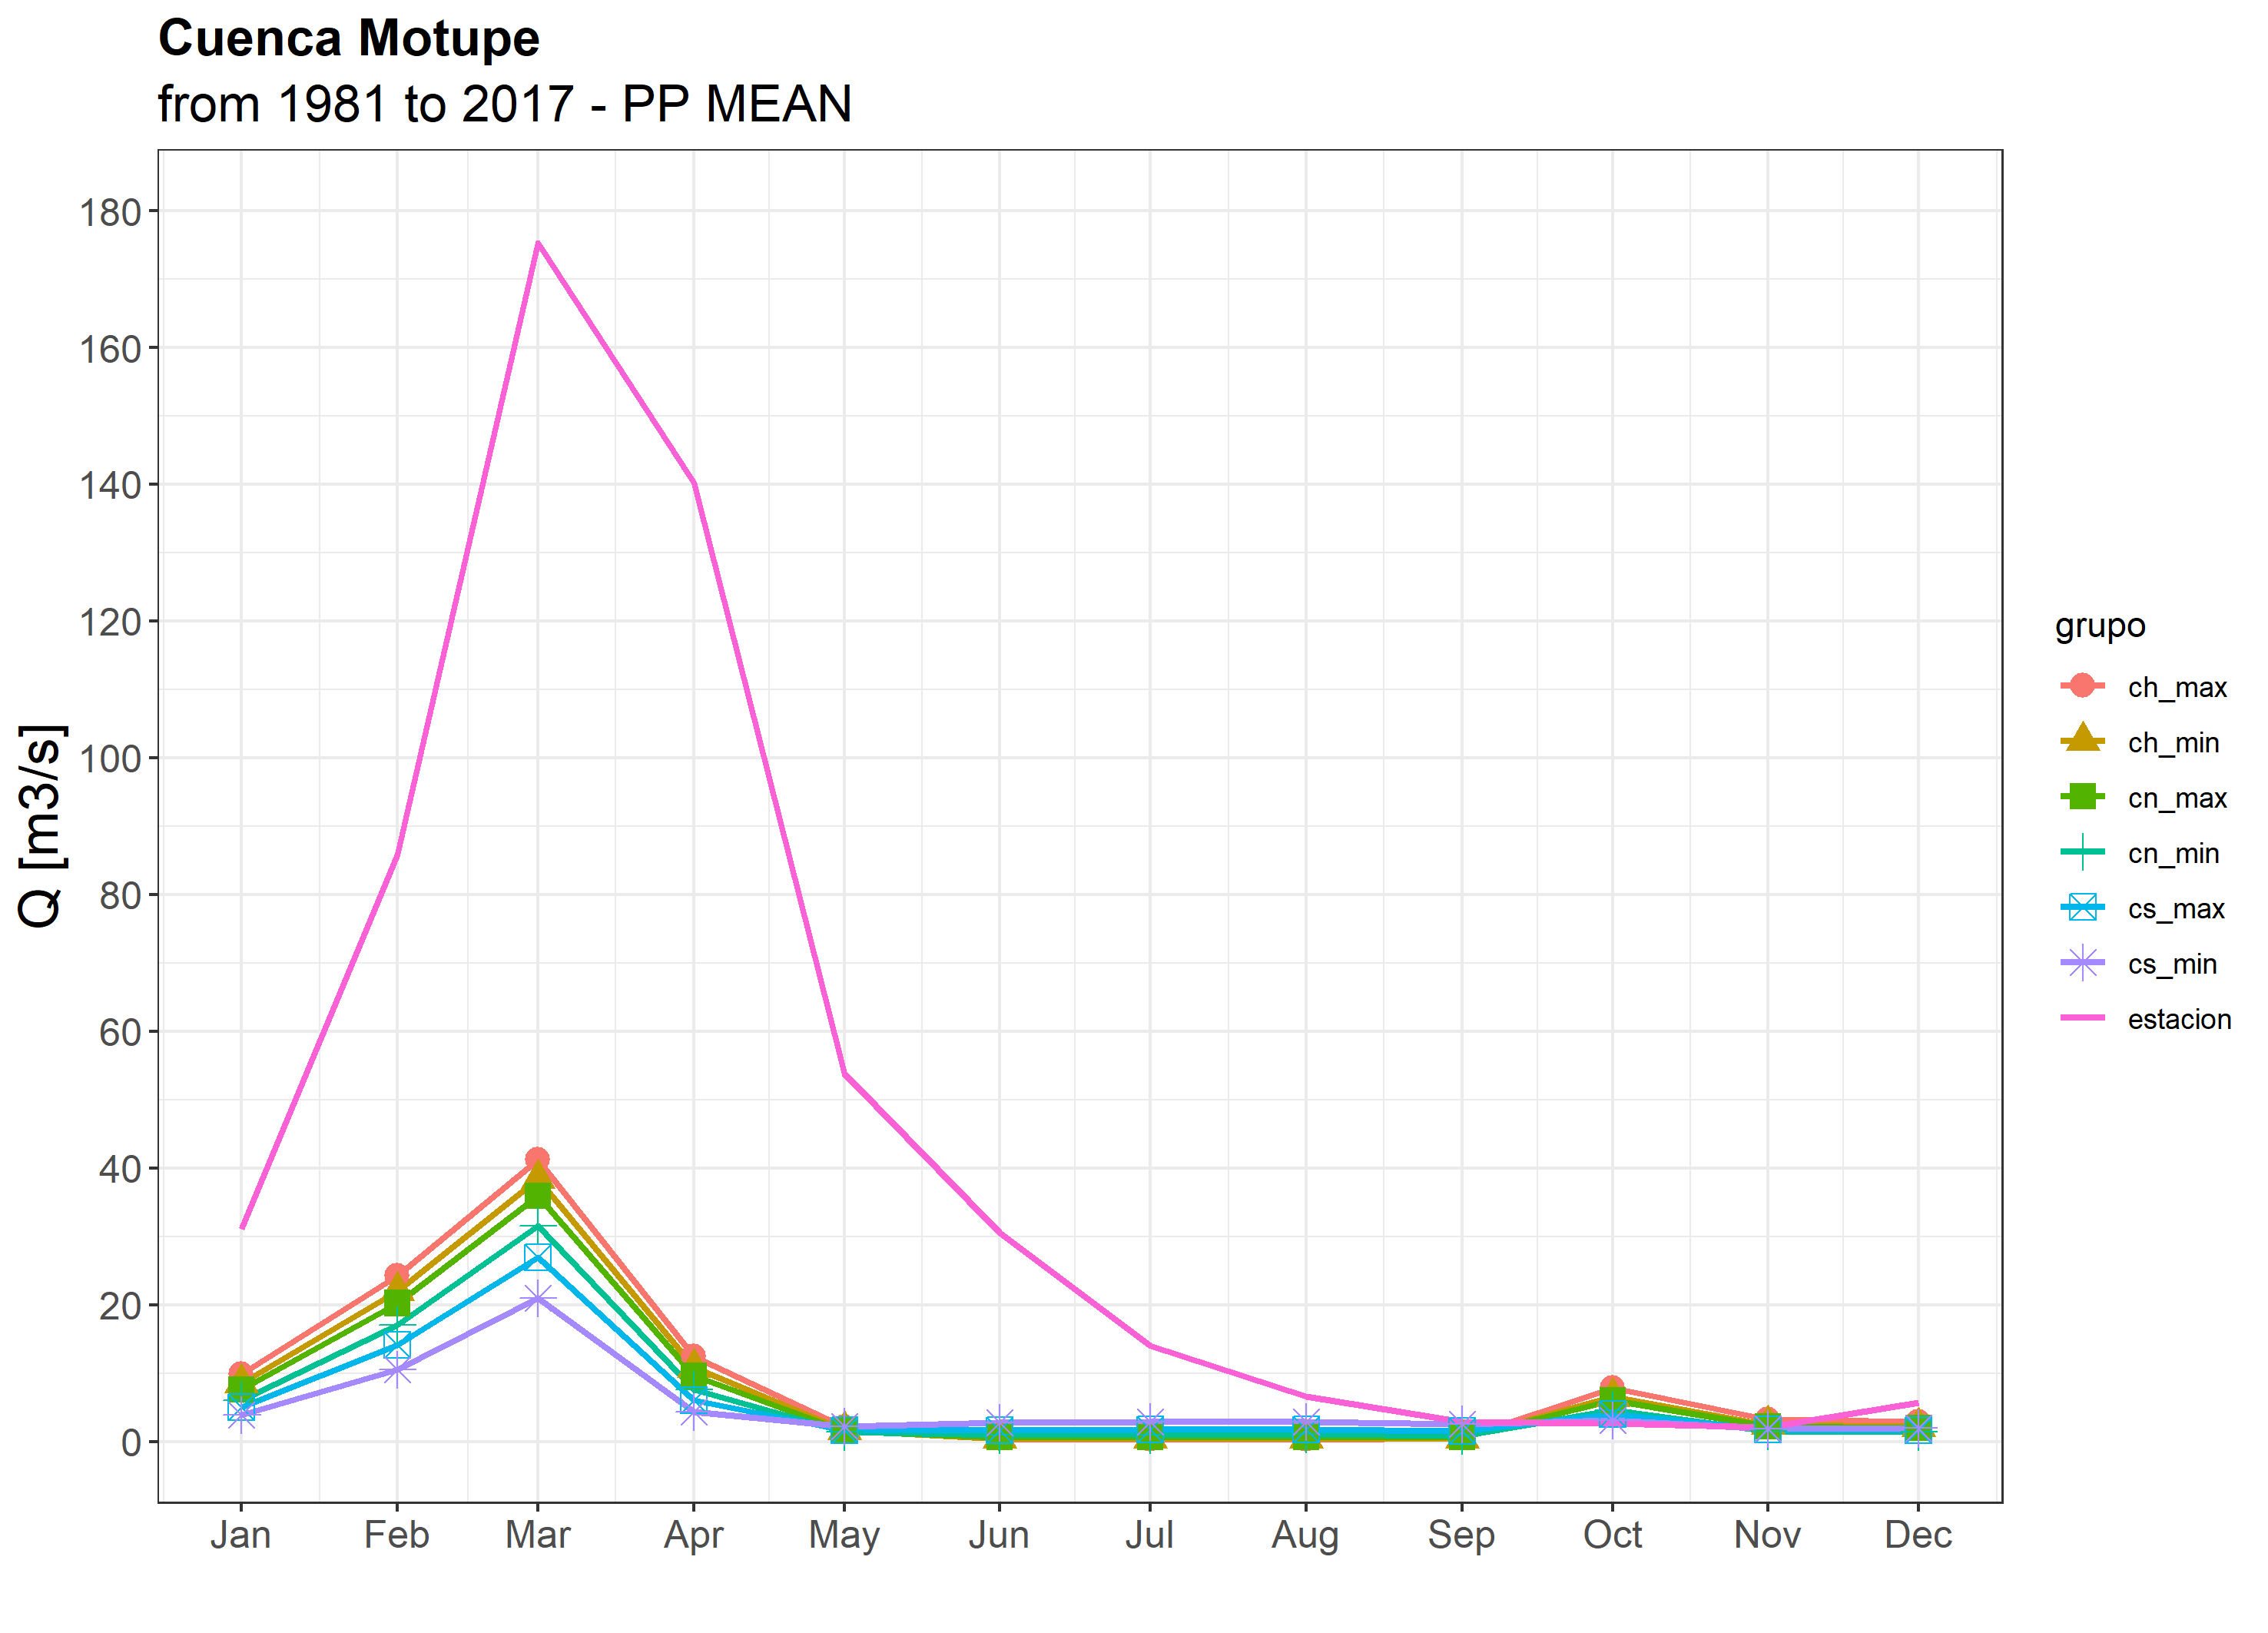 Cuenca Motupe
from 1981 to 2017 - PP MEAN
Q [m3/s]
180
160
140
120
100
80
60
40
20
0
Jan Feb Mar Apr May Jun Jul Aug Sep Oct Nov Dec
grupo
ch_max
ch_min
cn_max
cn_min
cs_max
cs_min
estacion